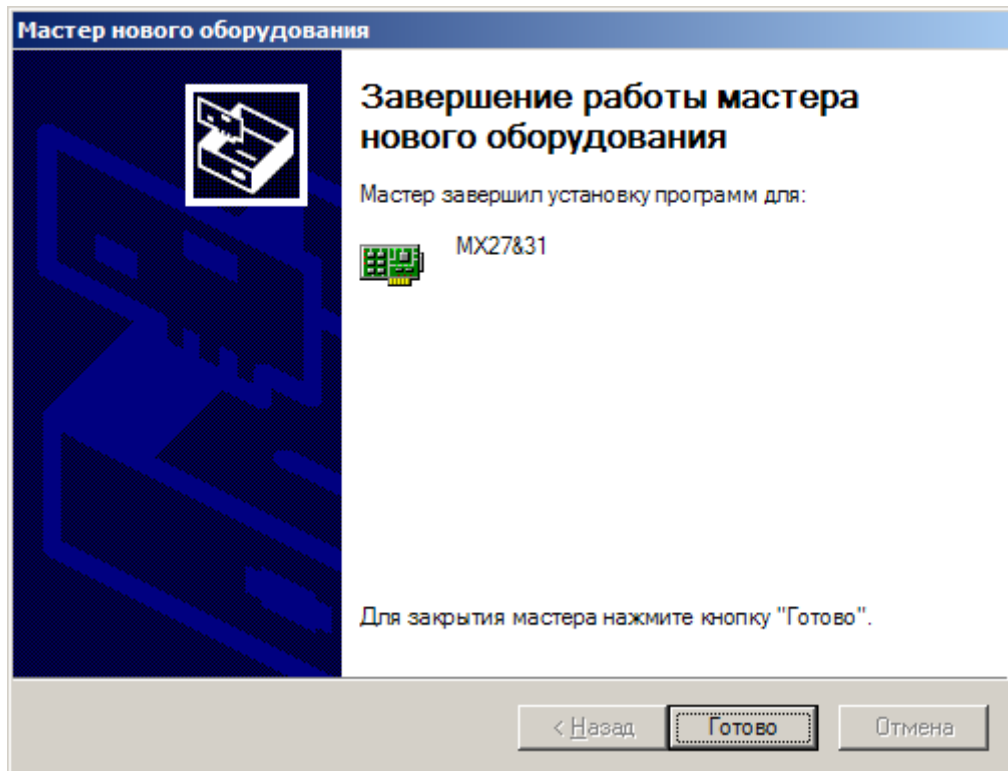 Мастер нового оборудования
Завершение работы мастера
нового оборудования
Мастер завершил установку программ для:
MX27&31
Для закрытия мастера нажмите кнопку "Готово".
< Назад
Готово
Отмена